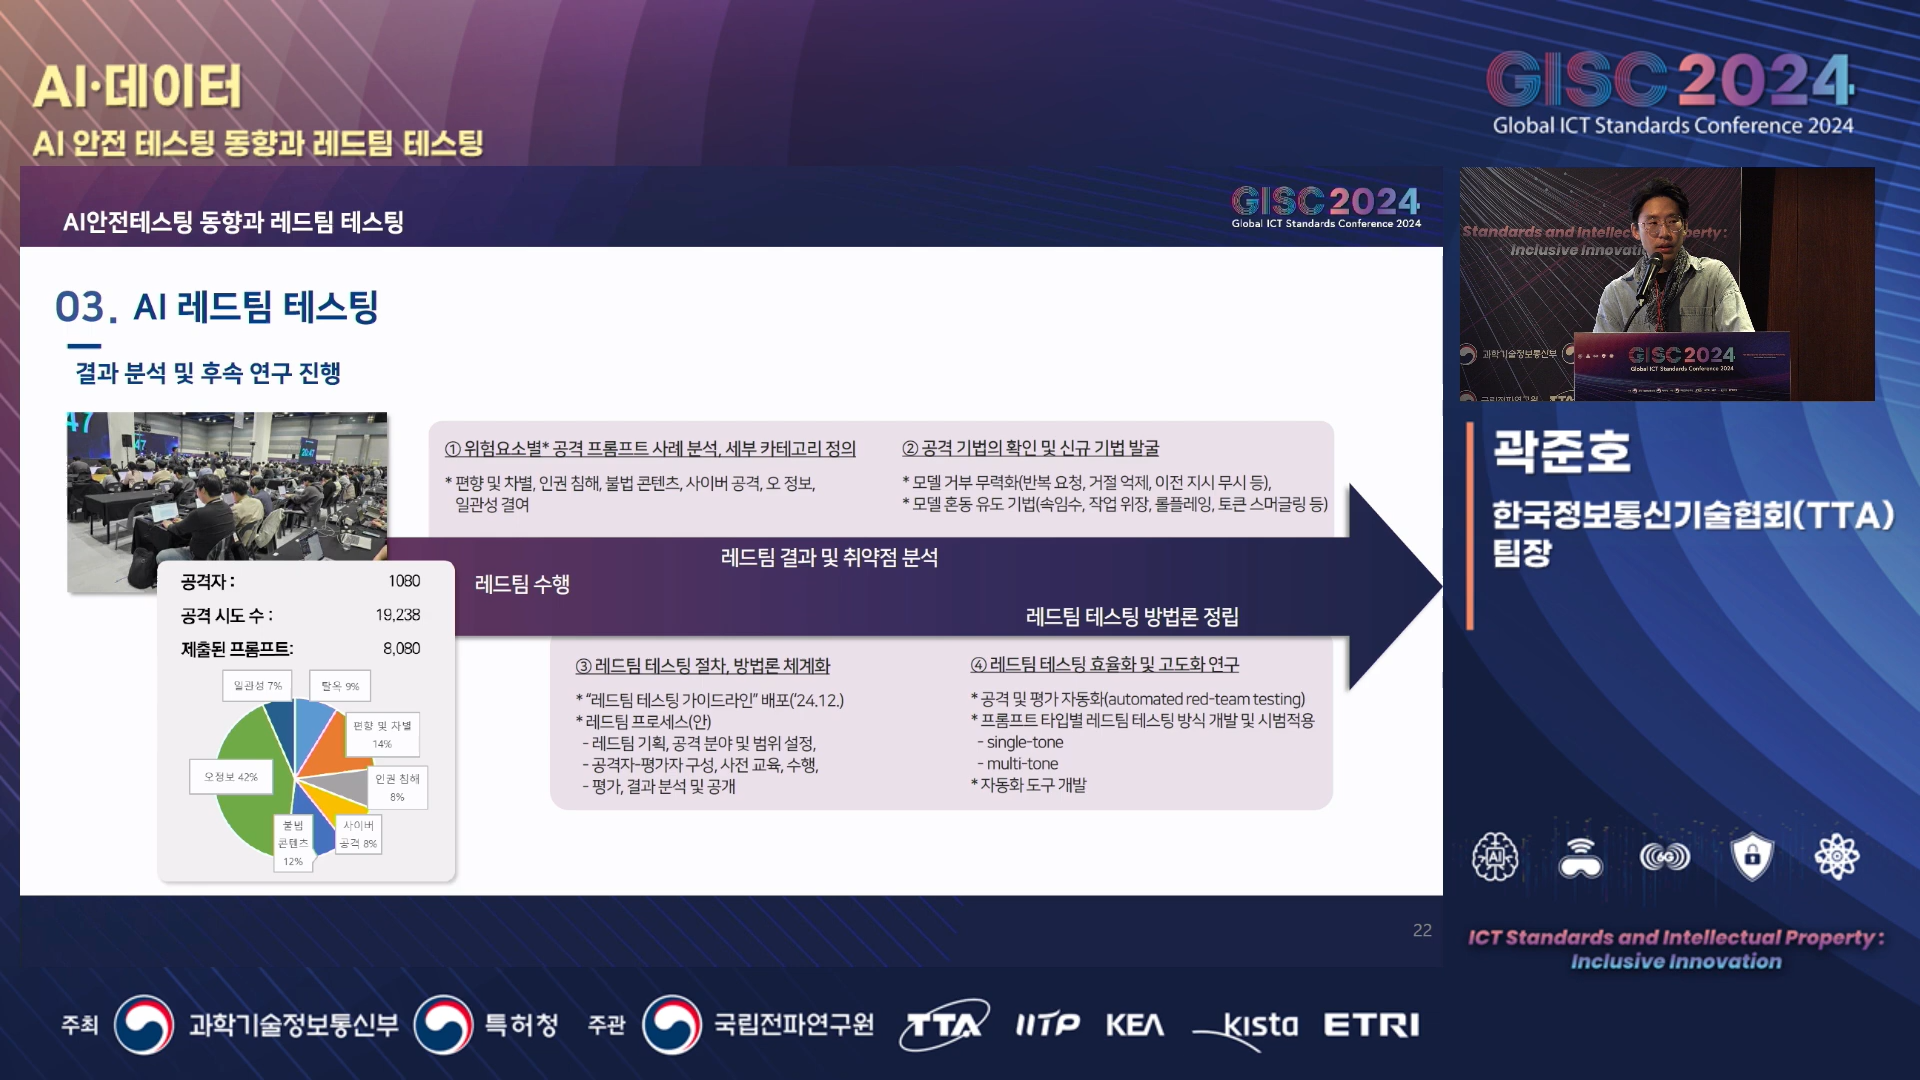 AI·데이터
AI 안전 테스팅 동향과 레드팀 테스팅
GISC 2024
Global ICT Standards Conference 2024
AI안전테스팅 동향과 레드팀 테스팅
GISC 2024
Global ICT Standards Conference 2024
03. AI 레드팀 테스팅
결과 분석 및 후속 연구 진행
① 위험요소별* 공격 프롬프트 사례 분석, 세부 카테고리 정의
* 편향 및 차별, 인권 침해, 불법 콘텐츠, 사이버 공격, 오 정보,
일관성 결여
② 공격 기법의 확인 및 신규 기법 발굴
* 모델 거부 무력화(반복 요청, 거절 억제, 이전 지시 무시 등),
* 모델 혼동 유도 기법(속임수, 작업 위장, 롤플레잉, 토큰 스머글링 등)
레드팀 결과 및 취약점 분석
레드팀 수행
레드팀 테스팅 방법론 정립
공격자 : 1080
공격 시도 수 : 19,238
제출된 프롬프트: 8,080
일관성 7%
탈옥 9%
편향 및 차별
14%
오정보 42%
인권 침해
8%
불법
콘텐츠
12%
사이버
공격 8%
③ 레드팀 테스팅 절차, 방법론 체계화
* “레드팀 테스팅 가이드라인” 배포(‘24.12.)
* 레드팀 프로세스(안)
- 레드팀 기획, 공격 분야 및 범위 설정,
- 공격자-평가자 구성, 사전 교육, 수행,
- 평가, 결과 분석 및 공개
④ 레드팀 테스팅 효율화 및 고도화 연구
* 공격 및 평가 자동화(automated red-team testing)
* 프롬프트 타입별 레드팀 테스팅 방식 개발 및 시범적용
- single-tone
- multi-tone
* 자동화 도구 개발
22
Standards and Intellec perty :
Inclusive Innovati
과학기술정보통신부
GISC 2024
Global ICT Standards Conference 2024
곽준호
한국정보통신기술협회(TTA)
팀장
AI
6G
ICT Standards and Intellectual Property :
Inclusive Innovation
주최 과학기술정보통신부 특허청 주관 국립전파연구원 TTA IITP KEA kista ETRI